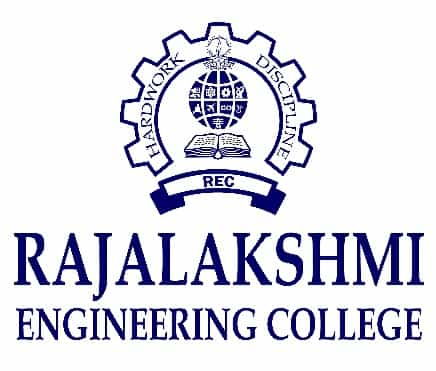 HARDWORK
DISCIPLINE
REC
RAJALAKSHMI
ENGINEERING COLLEGE